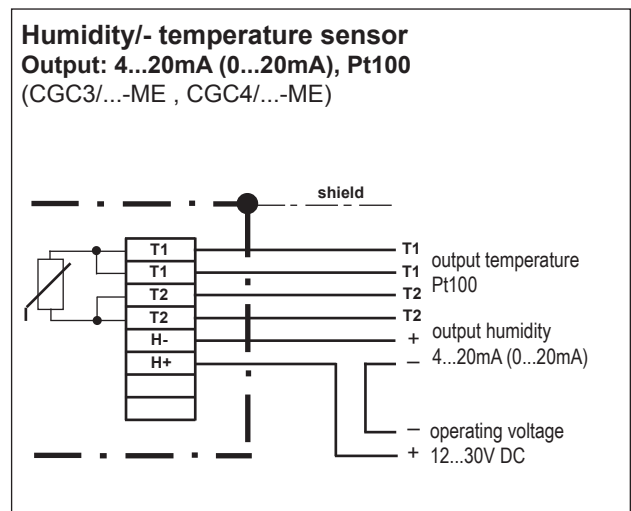 Humidity/- temperature sensor
Output: 4...20mA (0...20mA), Pt100
(CGC3/...-ME , CGC4/...-ME)
shield
T1 T1
T1 T1
output temperature
Pt100
T2 T2
T2 T2
H- +
output humidity
4...20mA (0...20mA)
H+ –
– operating voltage
+ 12...30V DC